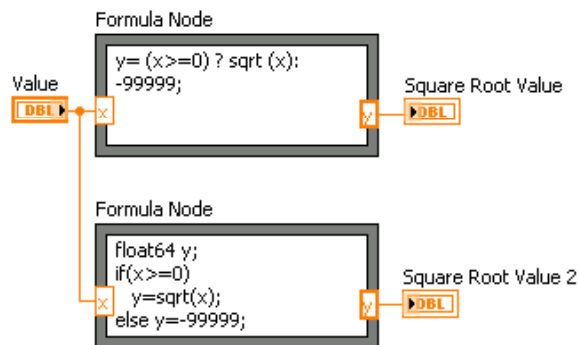 Formula Node
y= (x>=0) ? sqrt (x):
-99999;
Value
DBL
x
y
Square Root Value
DBL
Formula Node
float64 y;
if(x>=0)
y=sqrt(x);
else y=-99999;
x
y
Square Root Value 2
DBL